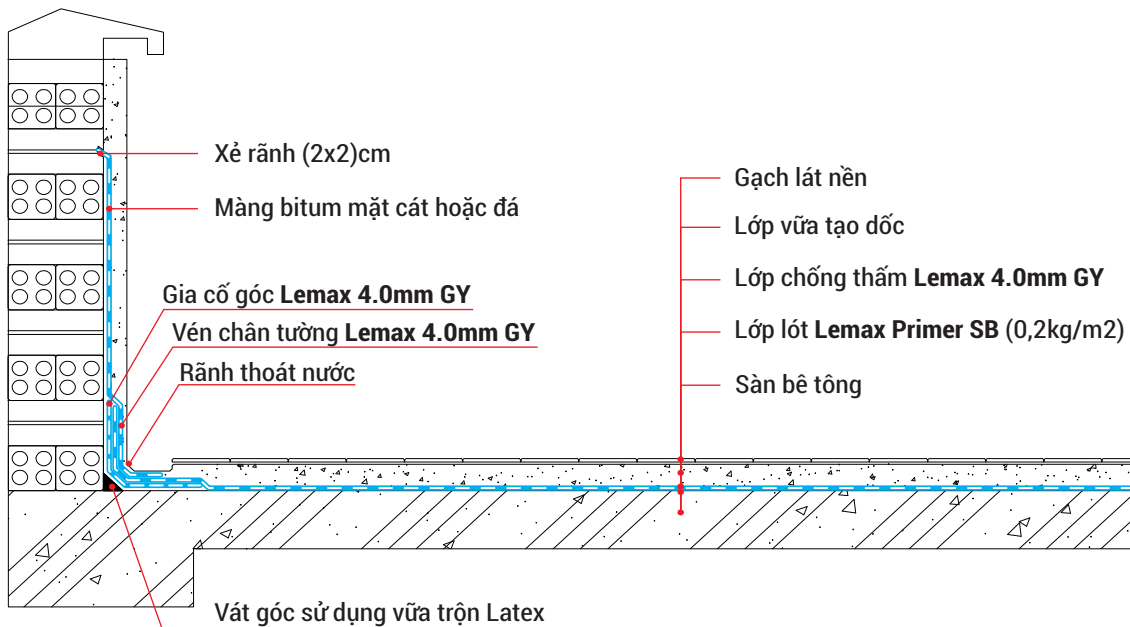 Xẻ rãnh (2x2)cm
Màng bitum mặt cát hoặc đá
Gia cố góc Lemax 4.0mm GY
Vén chân tường Lemax 4.0mm GY
Rãnh thoát nước
Gạch lát nền
Lớp vữa tạo dốc
Lớp chống thấm Lemax 4.0mm GY
Lớp lót Lemax Primer SB (0,2kg/m2)
Sàn bê tông
Vát góc sử dụng vữa trộn Latex